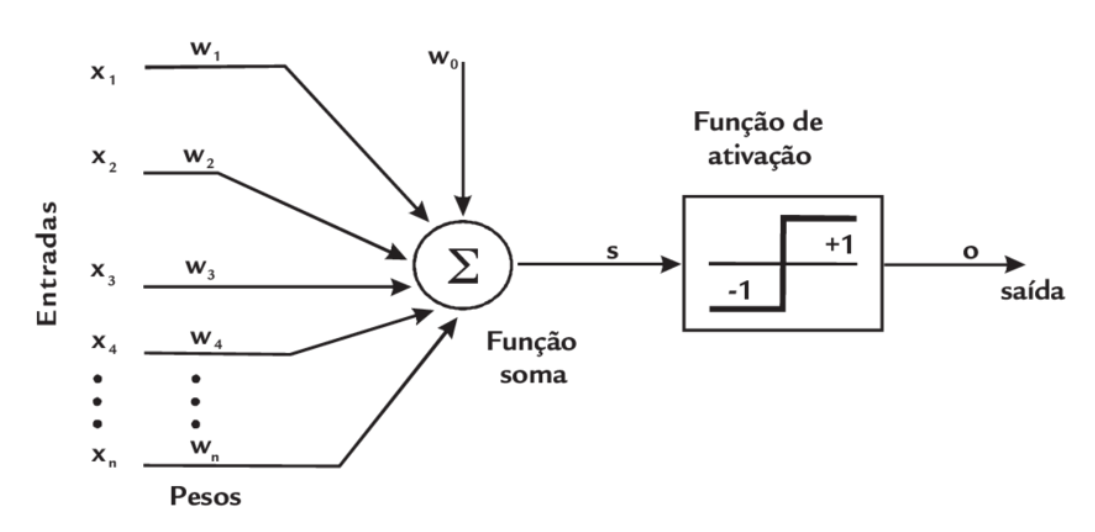 Entradas
x₁ w₁
x₂ w₂
x₃ w₃
x₄ w₄
xₙ wₙ
Pesos
w₀
Σ
Função
soma
s
Função de
ativação
+1
-1
o
saída